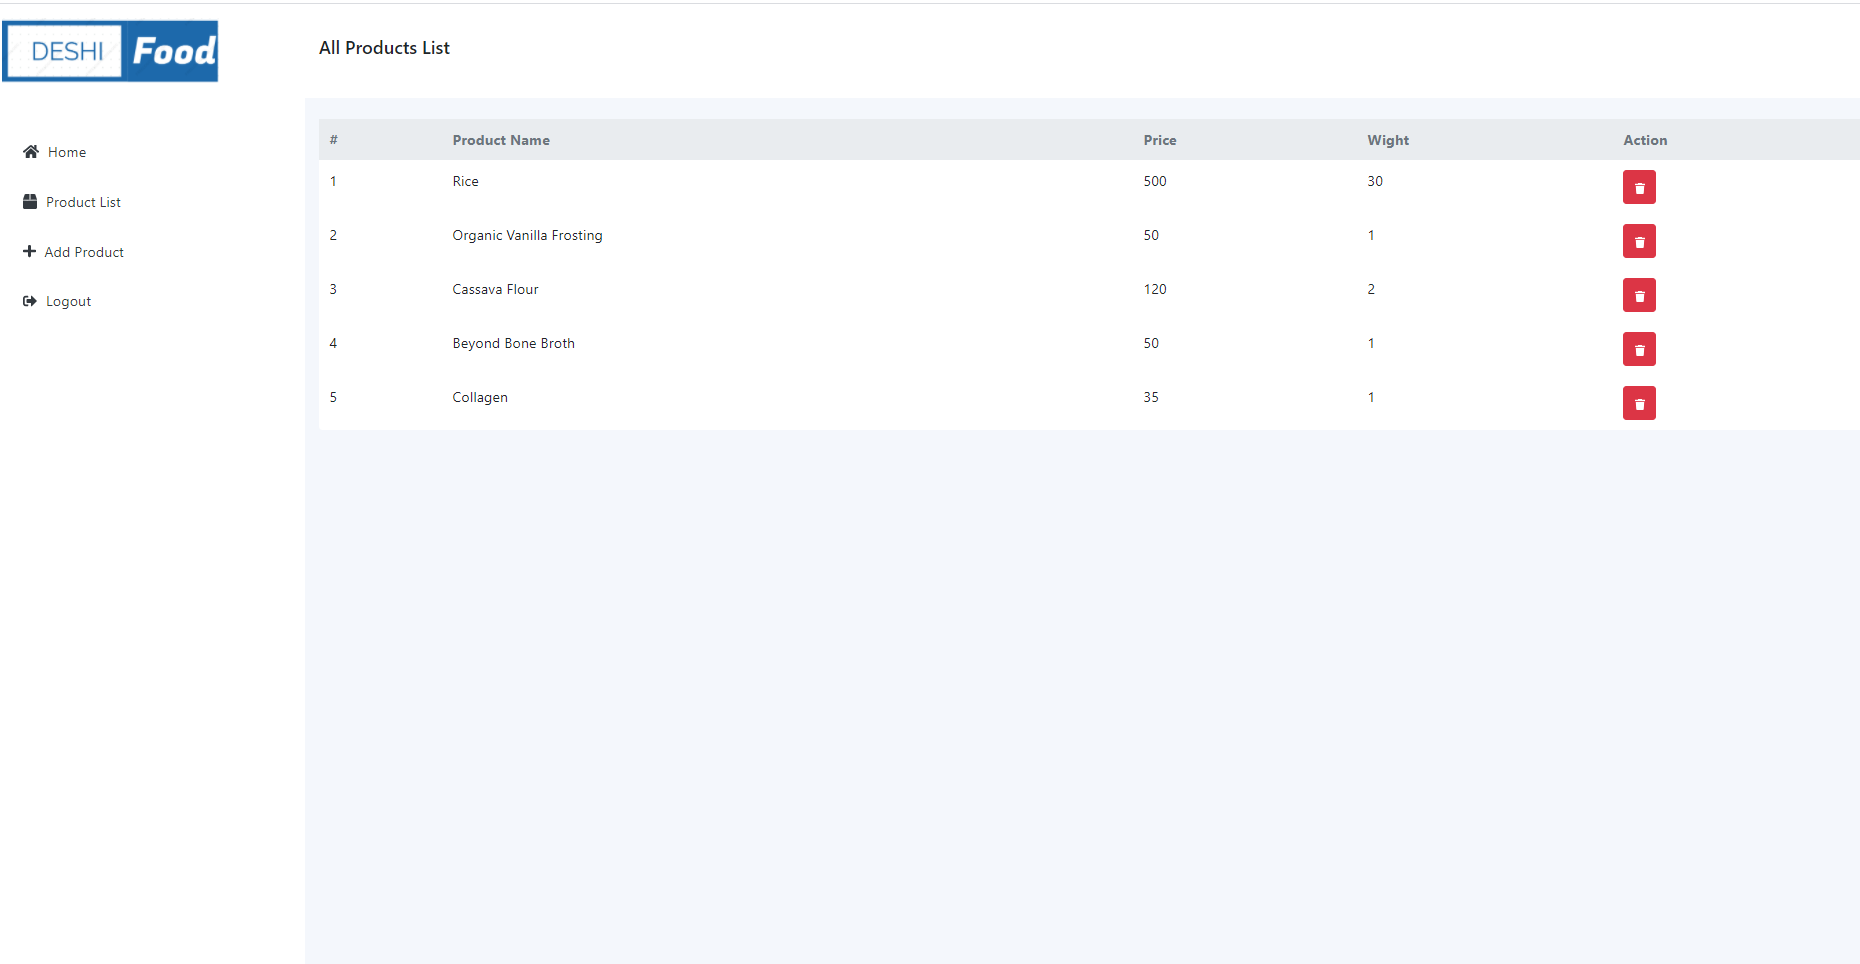 DESHI Food
All Products List
Home
Product List
Add Product
Logout
# Product Name Price Wight Action
1 Rice 500 30
2 Organic Vanilla Frosting 50 1
3 Cassava Flour 120 2
4 Beyond Bone Broth 50 1
5 Collagen 35 1